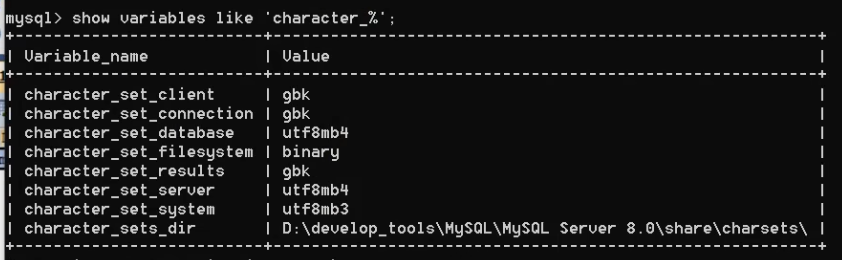 mysql> show variables like 'character_%';
+--------------------------+---------------------------------------------------------+
| Variable_name            | Value                                                   |
+--------------------------+---------------------------------------------------------+
| character_set_client     | gbk                                                     |
| character_set_connection | gbk                                                     |
| character_set_database   | utf8mb4                                                 |
| character_set_filesystem | binary                                                  |
| character_set_results    | gbk                                                     |
| character_set_server     | utf8mb4                                                 |
| character_set_system     | utf8mb3                                                 |
| character_sets_dir       | D:\develop_tools\MySQL\MySQL Server 8.0\share\charsets\ |
+--------------------------+---------------------------------------------------------+